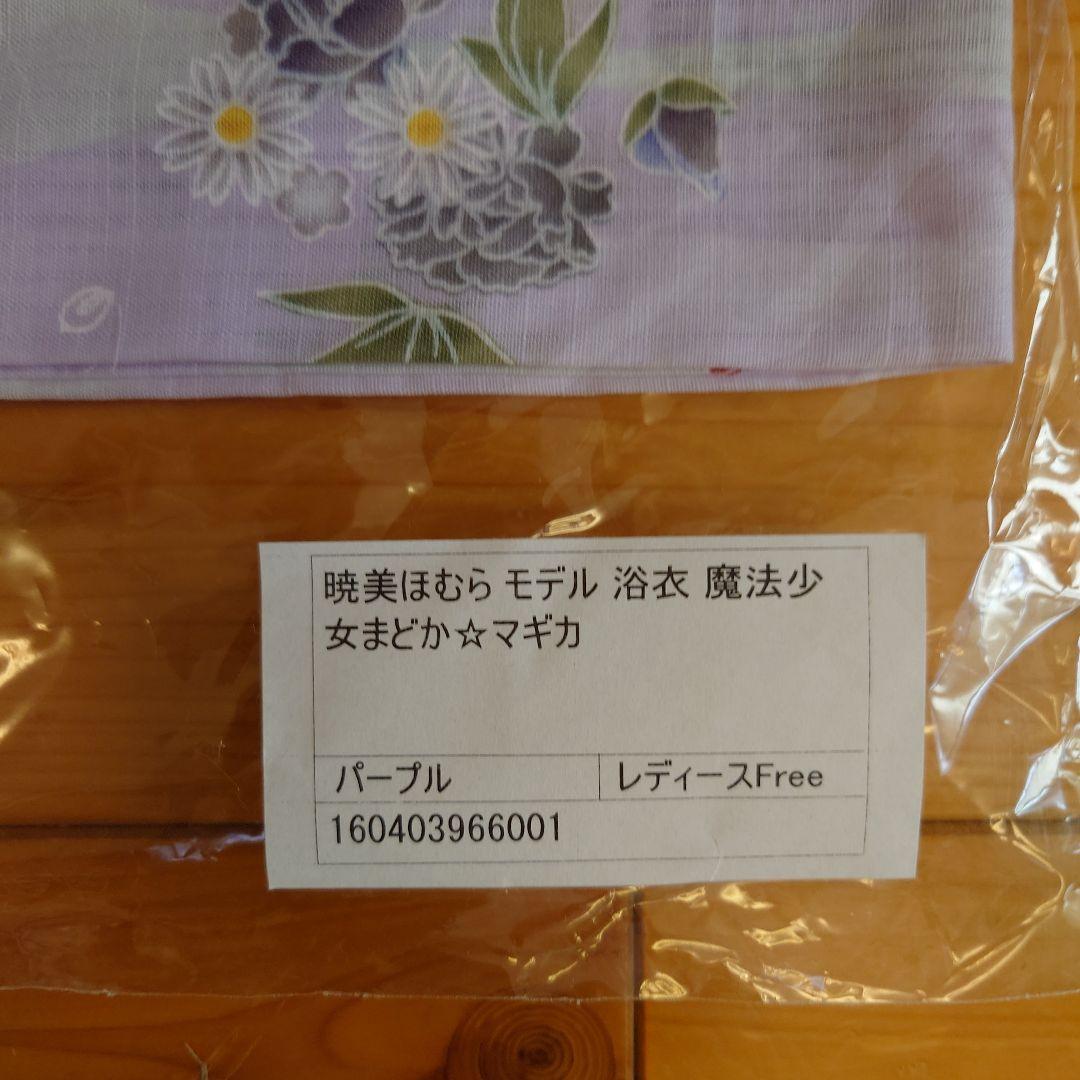 暁美ほむら モデル 浴衣 魔法少
女まどか☆マギカ
パープル
レディースFree
160403966001